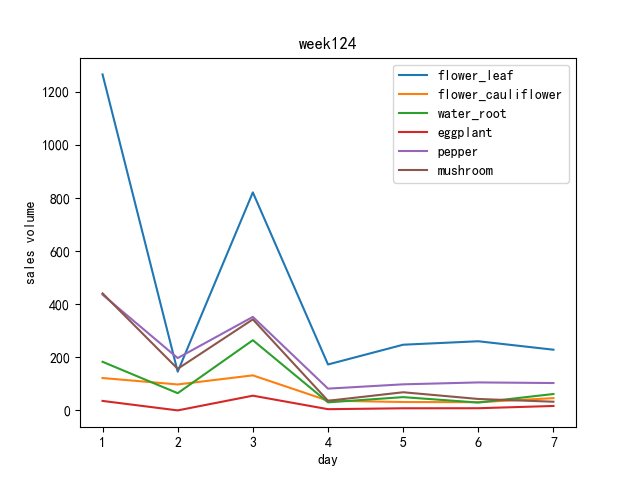 week124
flower_leaf
flower_cauliflower
water_root
eggplant
pepper
mushroom
sales volume
1200
1000
800
600
400
200
0
1 2 3 4 5 6 7
day